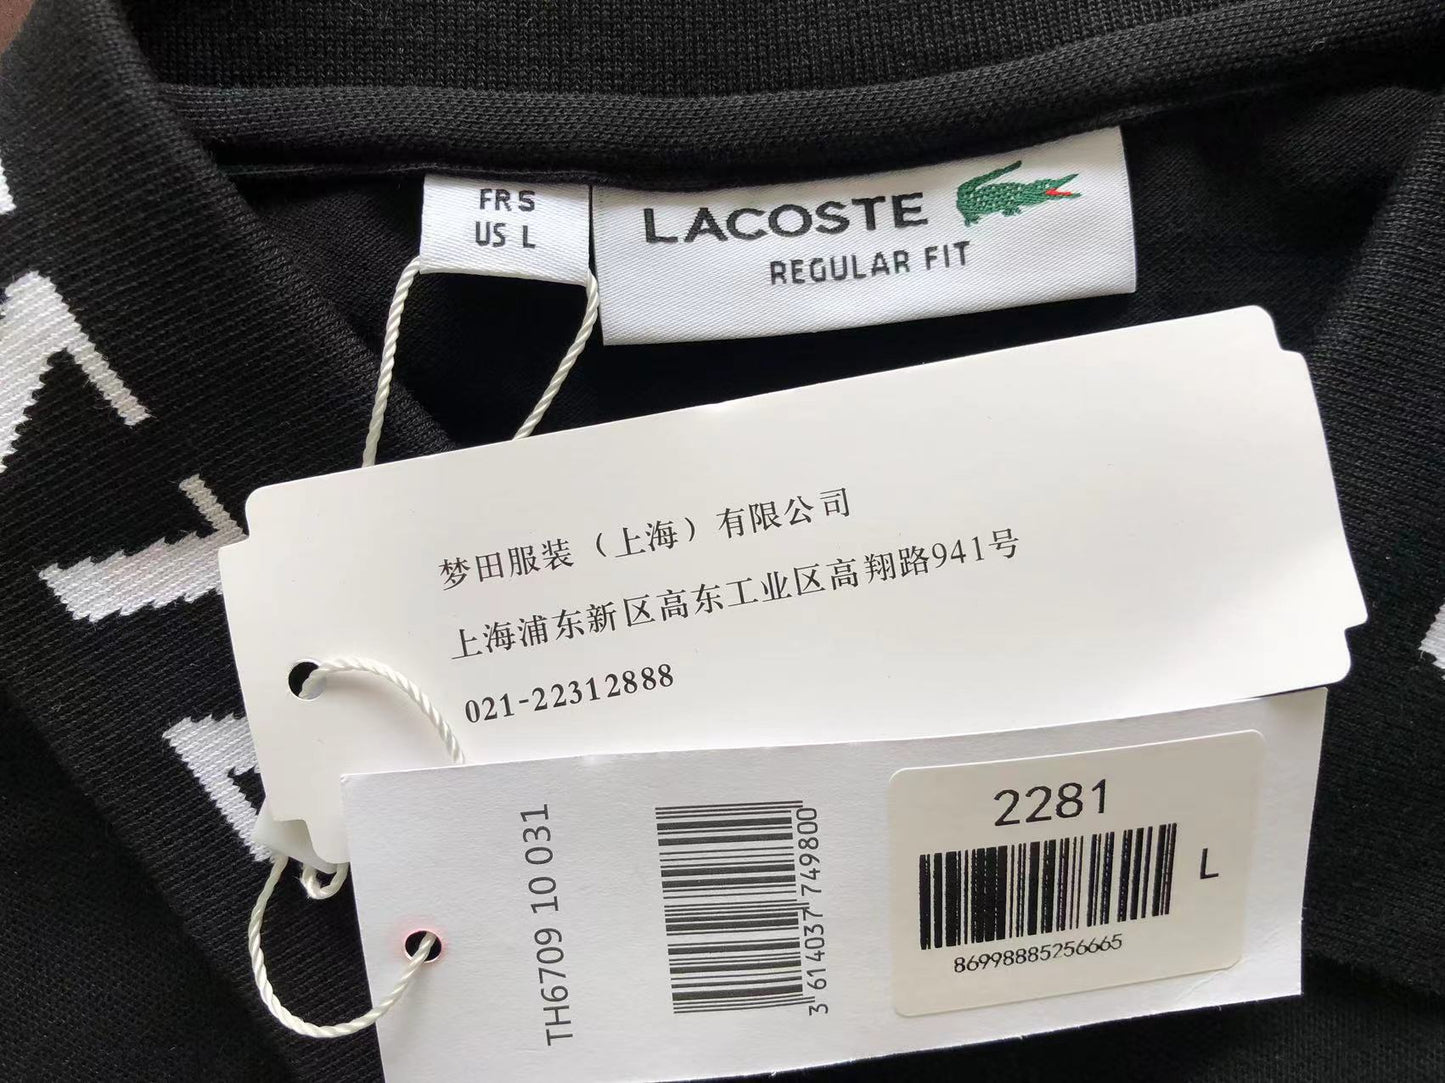 FR 5
US L
LACOSTE
REGULAR FIT
梦田服装（上海）有限公司
上海浦东新区高东工业区高翔路941号
021-22312888
TH6709 10 031
3 614037 749800
2281
L
86998885256665